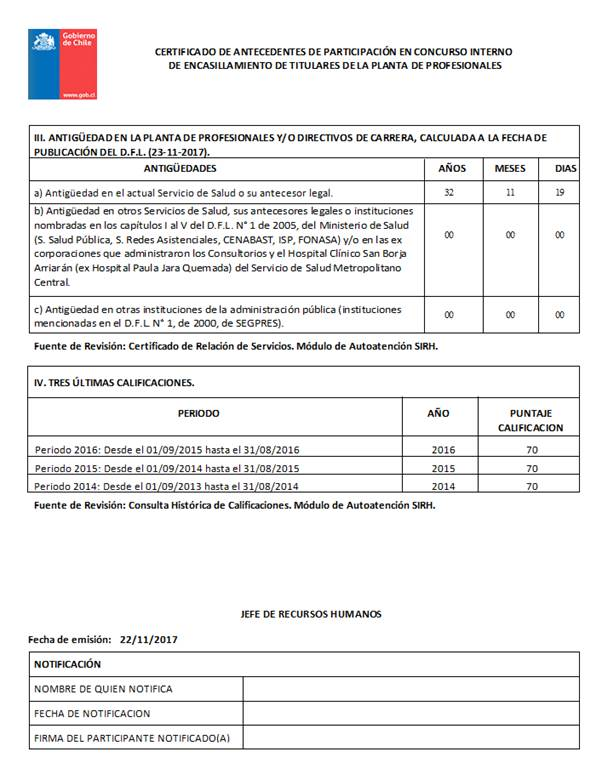 Gobierno
de Chile
www.gob.cl
CERTIFICADO DE ANTECEDENTES DE PARTICIPACIÓN EN CONCURSO INTERNO
DE ENCASILLAMIENTO DE TITULARES DE LA PLANTA DE PROFESIONALES
III. ANTIGÜEDAD EN LA PLANTA DE PROFESIONALES Y/O DIRECTIVOS DE CARRERA, CALCULADA A LA FECHA DE
PUBLICACIÓN DEL D.F.L. (23-11-2017).
ANTIGÜEDADES AÑOS MESES DIAS
a) Antigüedad en el actual Servicio de Salud o su antecesor legal. 32 11 19
b) Antigüedad en otros Servicios de Salud, sus antecesores legales o instituciones
nombradas en los capítulos I al V del D.F.L. N° 1 de 2005, del Ministerio de Salud
(S. Salud Pública, S. Redes Asistenciales, CENABAST, ISP, FONASA) y/o en las ex
corporaciones que administraron los Consultorios y el Hospital Clínico San Borja
Arriarán (ex Hospital Paula Jara Quemada) del Servicio de Salud Metropolitano
Central. 00 00 00
c) Antigüedad en otras instituciones de la administración pública (instituciones
mencionadas en el D.F.L. N° 1, de 2000, de SEGPRES). 00 00 00
Fuente de Revisión: Certificado de Relación de Servicios. Módulo de Autoatención SIRH.
IV. TRES ÚLTIMAS CALIFICACIONES.
PERIODO AÑO PUNTAJE
CALIFICACION
Periodo 2016: Desde el 01/09/2015 hasta el 31/08/2016 2016 70
Periodo 2015: Desde el 01/09/2014 hasta el 31/08/2015 2015 70
Periodo 2014: Desde el 01/09/2013 hasta el 31/08/2014 2014 70
Fuente de Revisión: Consulta Histórica de Calificaciones. Módulo de Autoatención SIRH.
JEFE DE RECURSOS HUMANOS
Fecha de emisión: 22/11/2017
NOTIFICACIÓN
NOMBRE DE QUIEN NOTIFICA
FECHA DE NOTIFICACION
FIRMA DEL PARTICIPANTE NOTIFICADO(A)